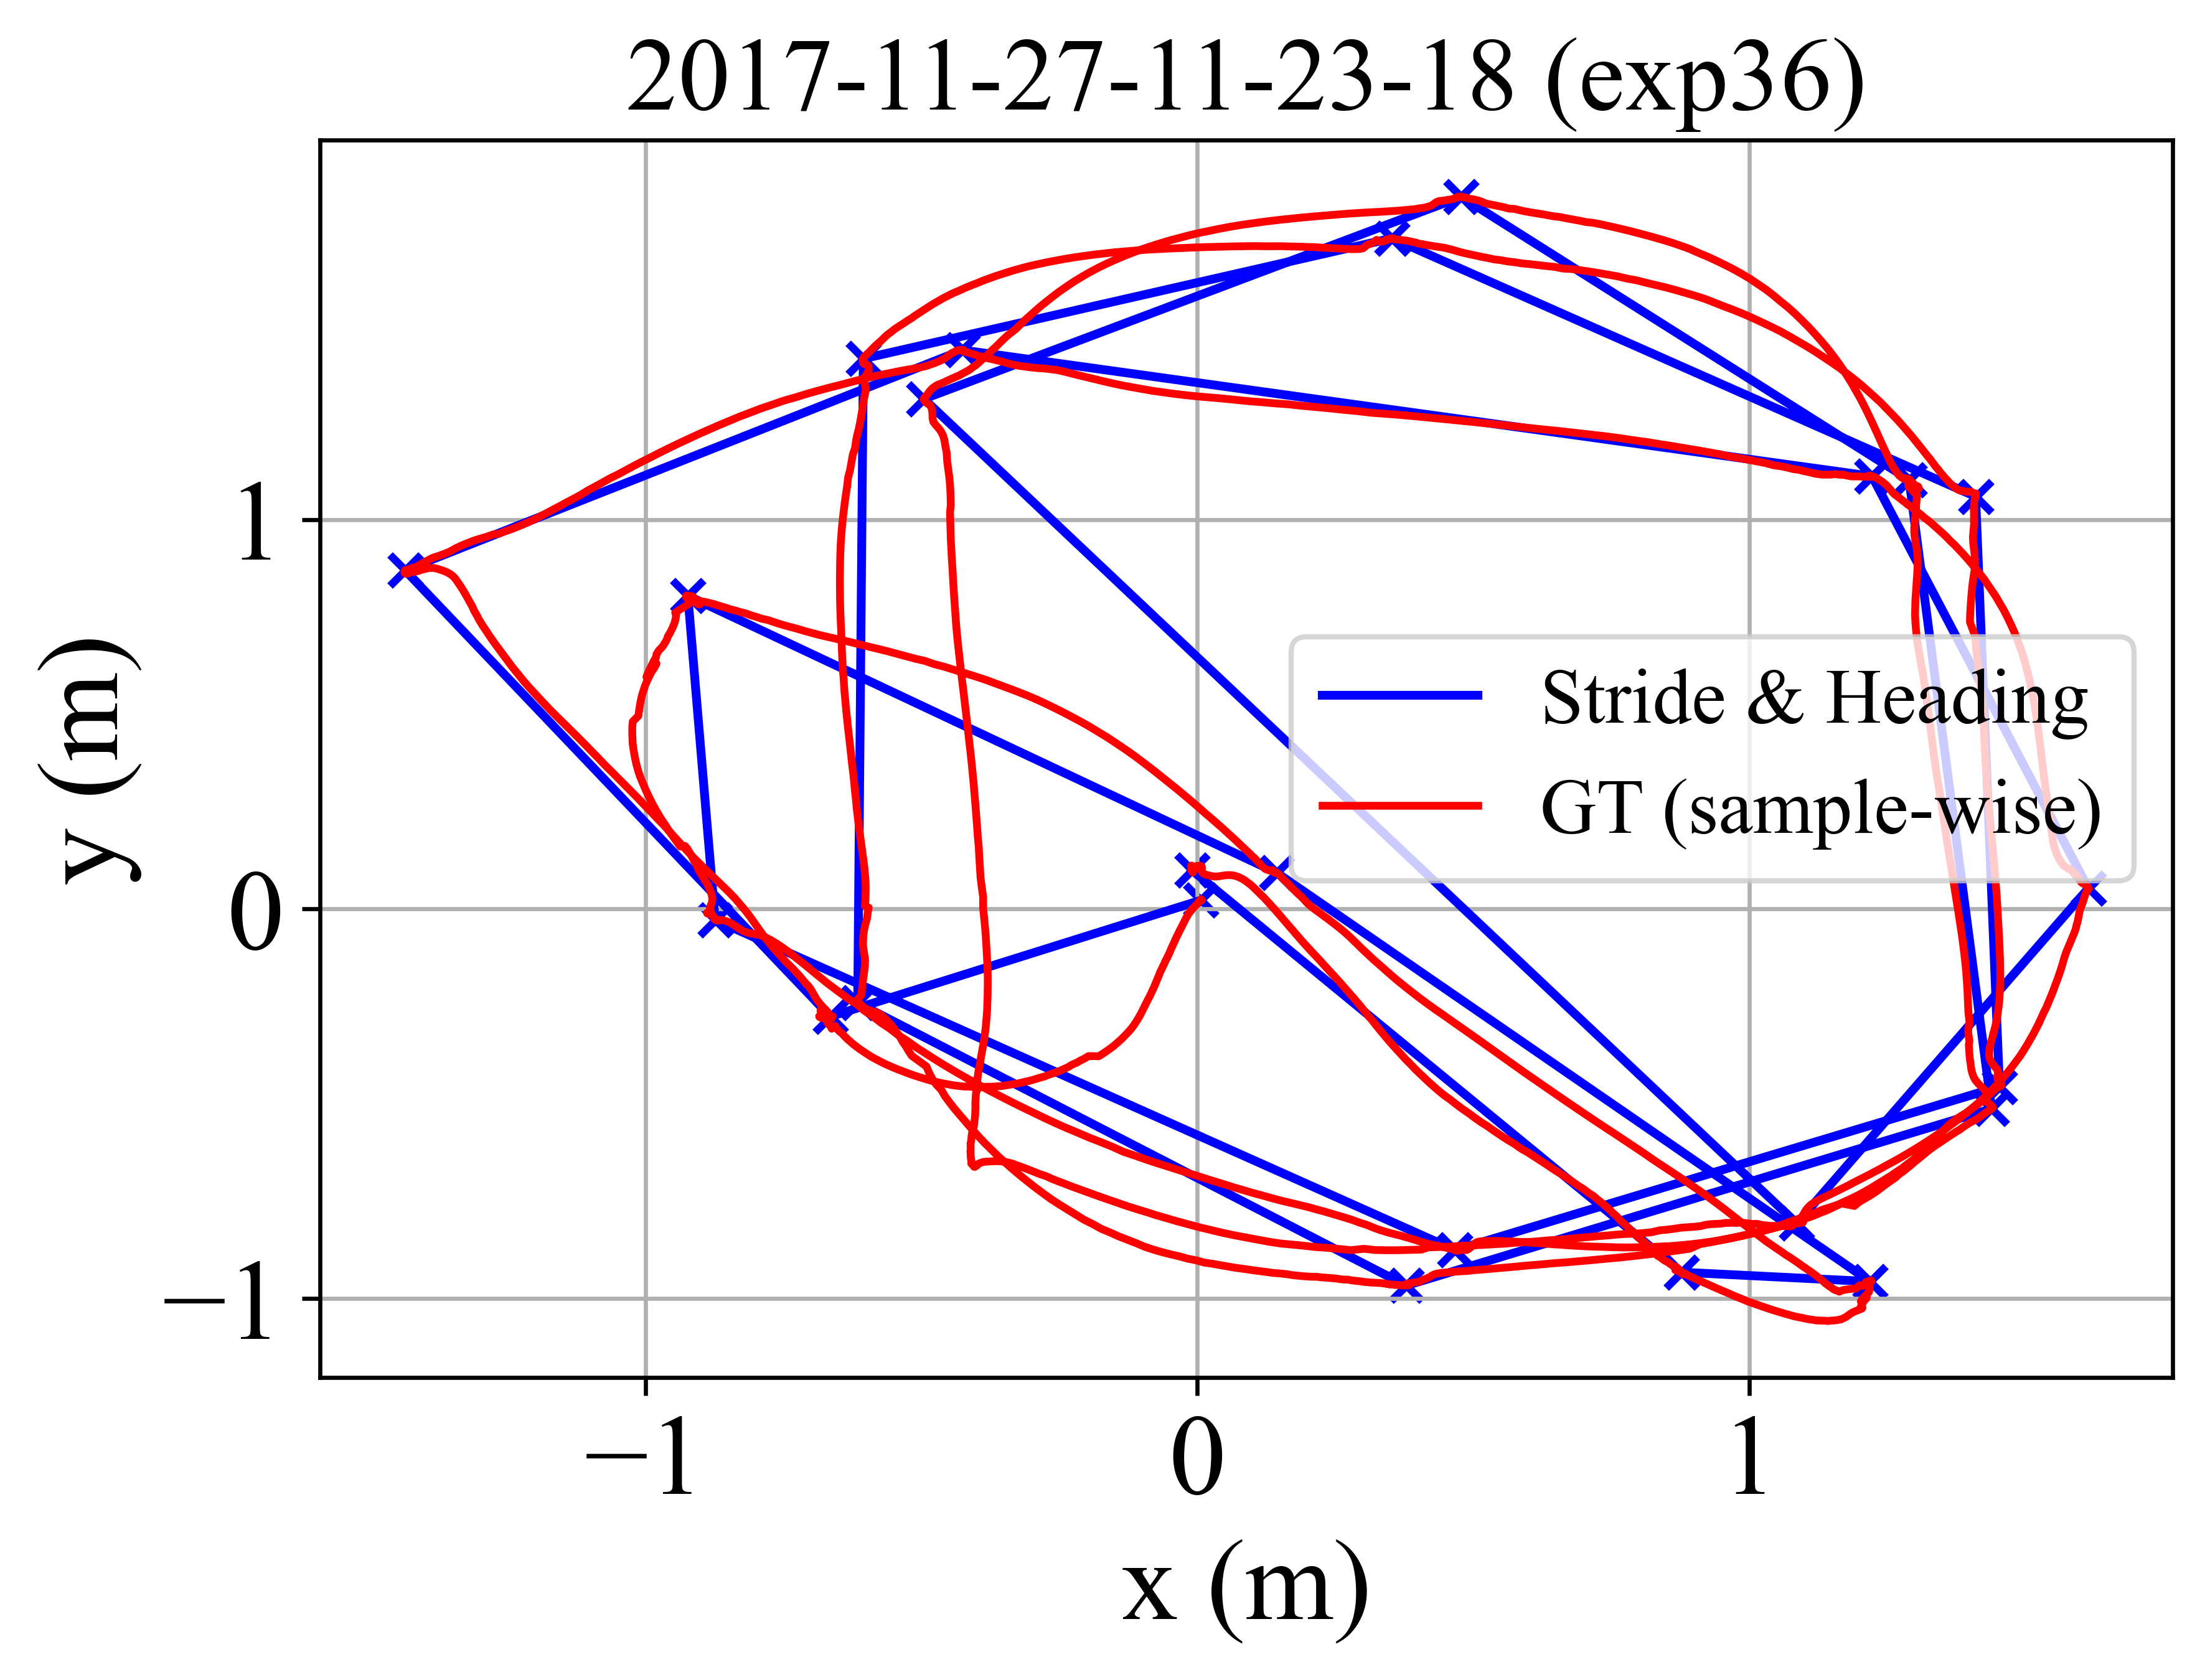 2017-11-27-11-23-18 (exp36)
y (m)
1
0
−1
Stride & Heading
GT (sample-wise)
−1 0 1
x (m)